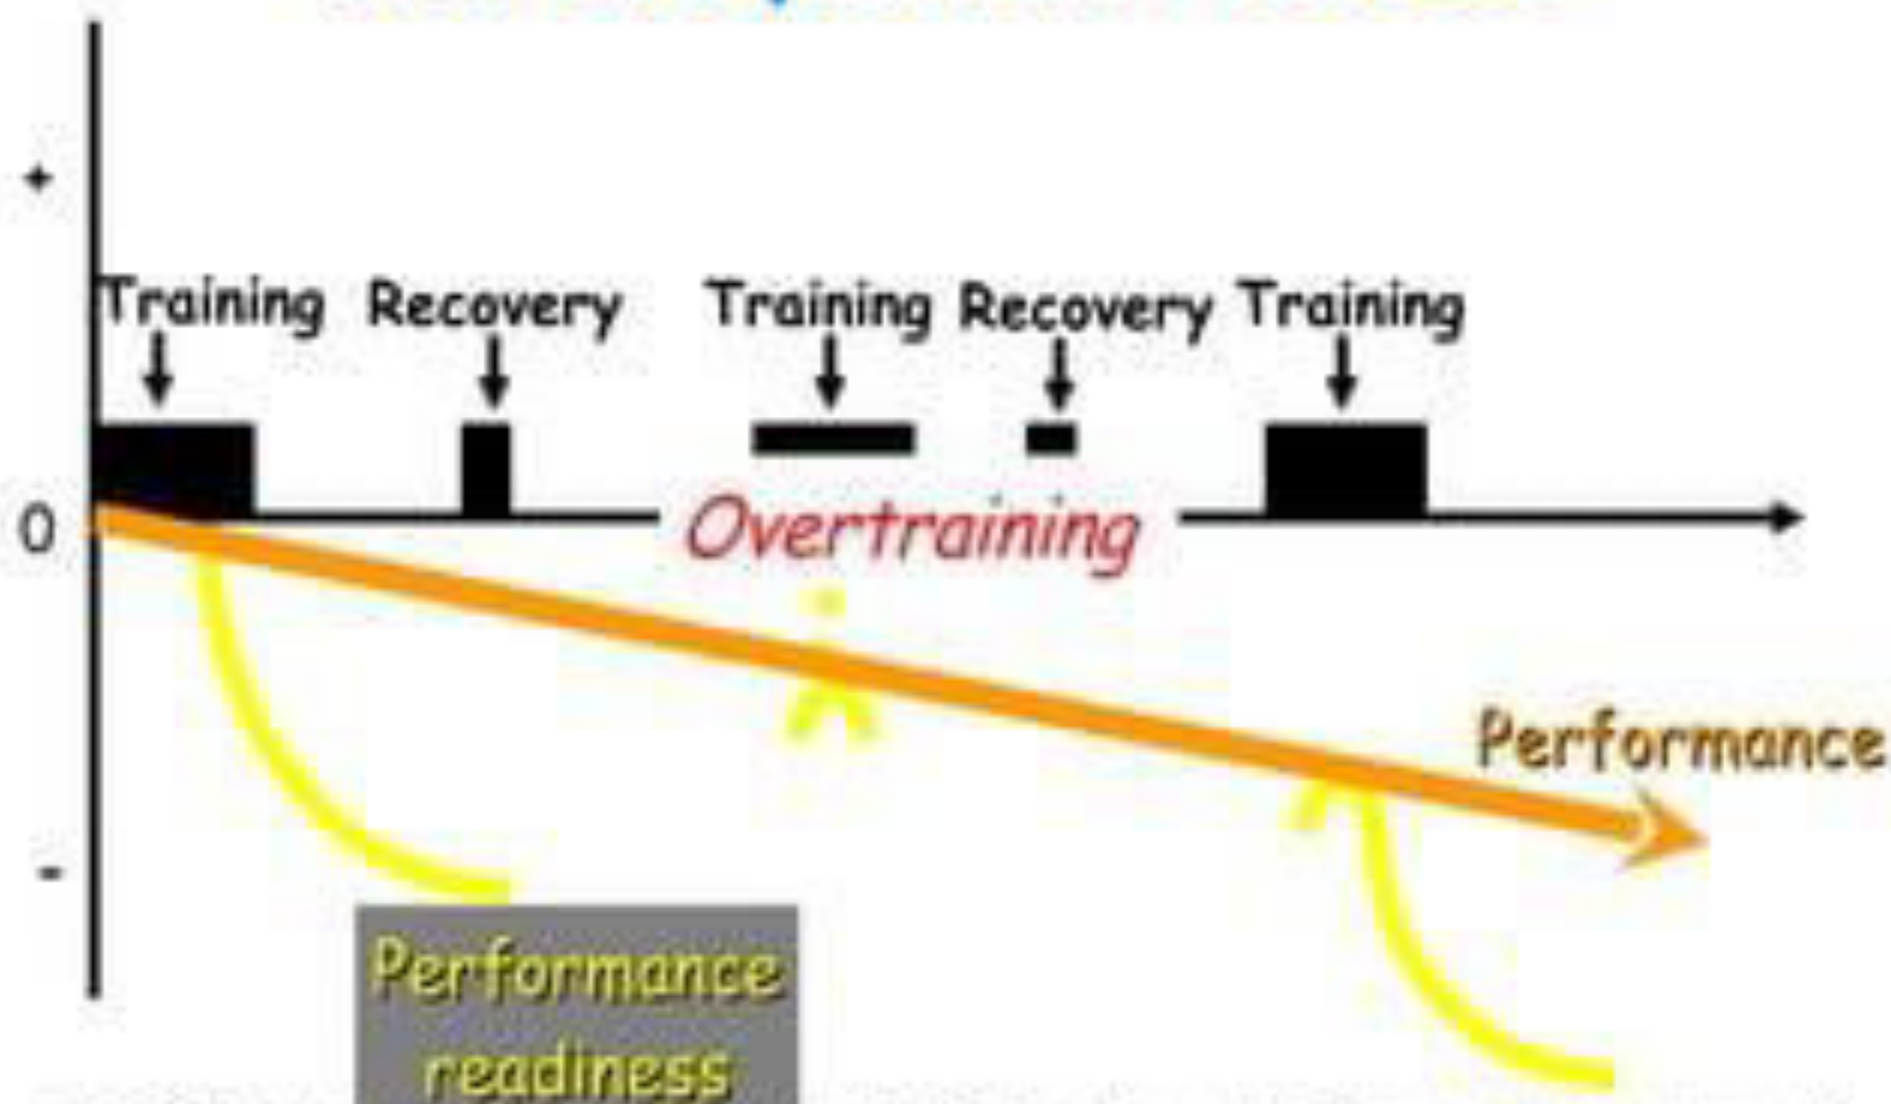 +
Training Recovery Training Recovery Training
0
Overtraining
Performance
-
Performance
readiness